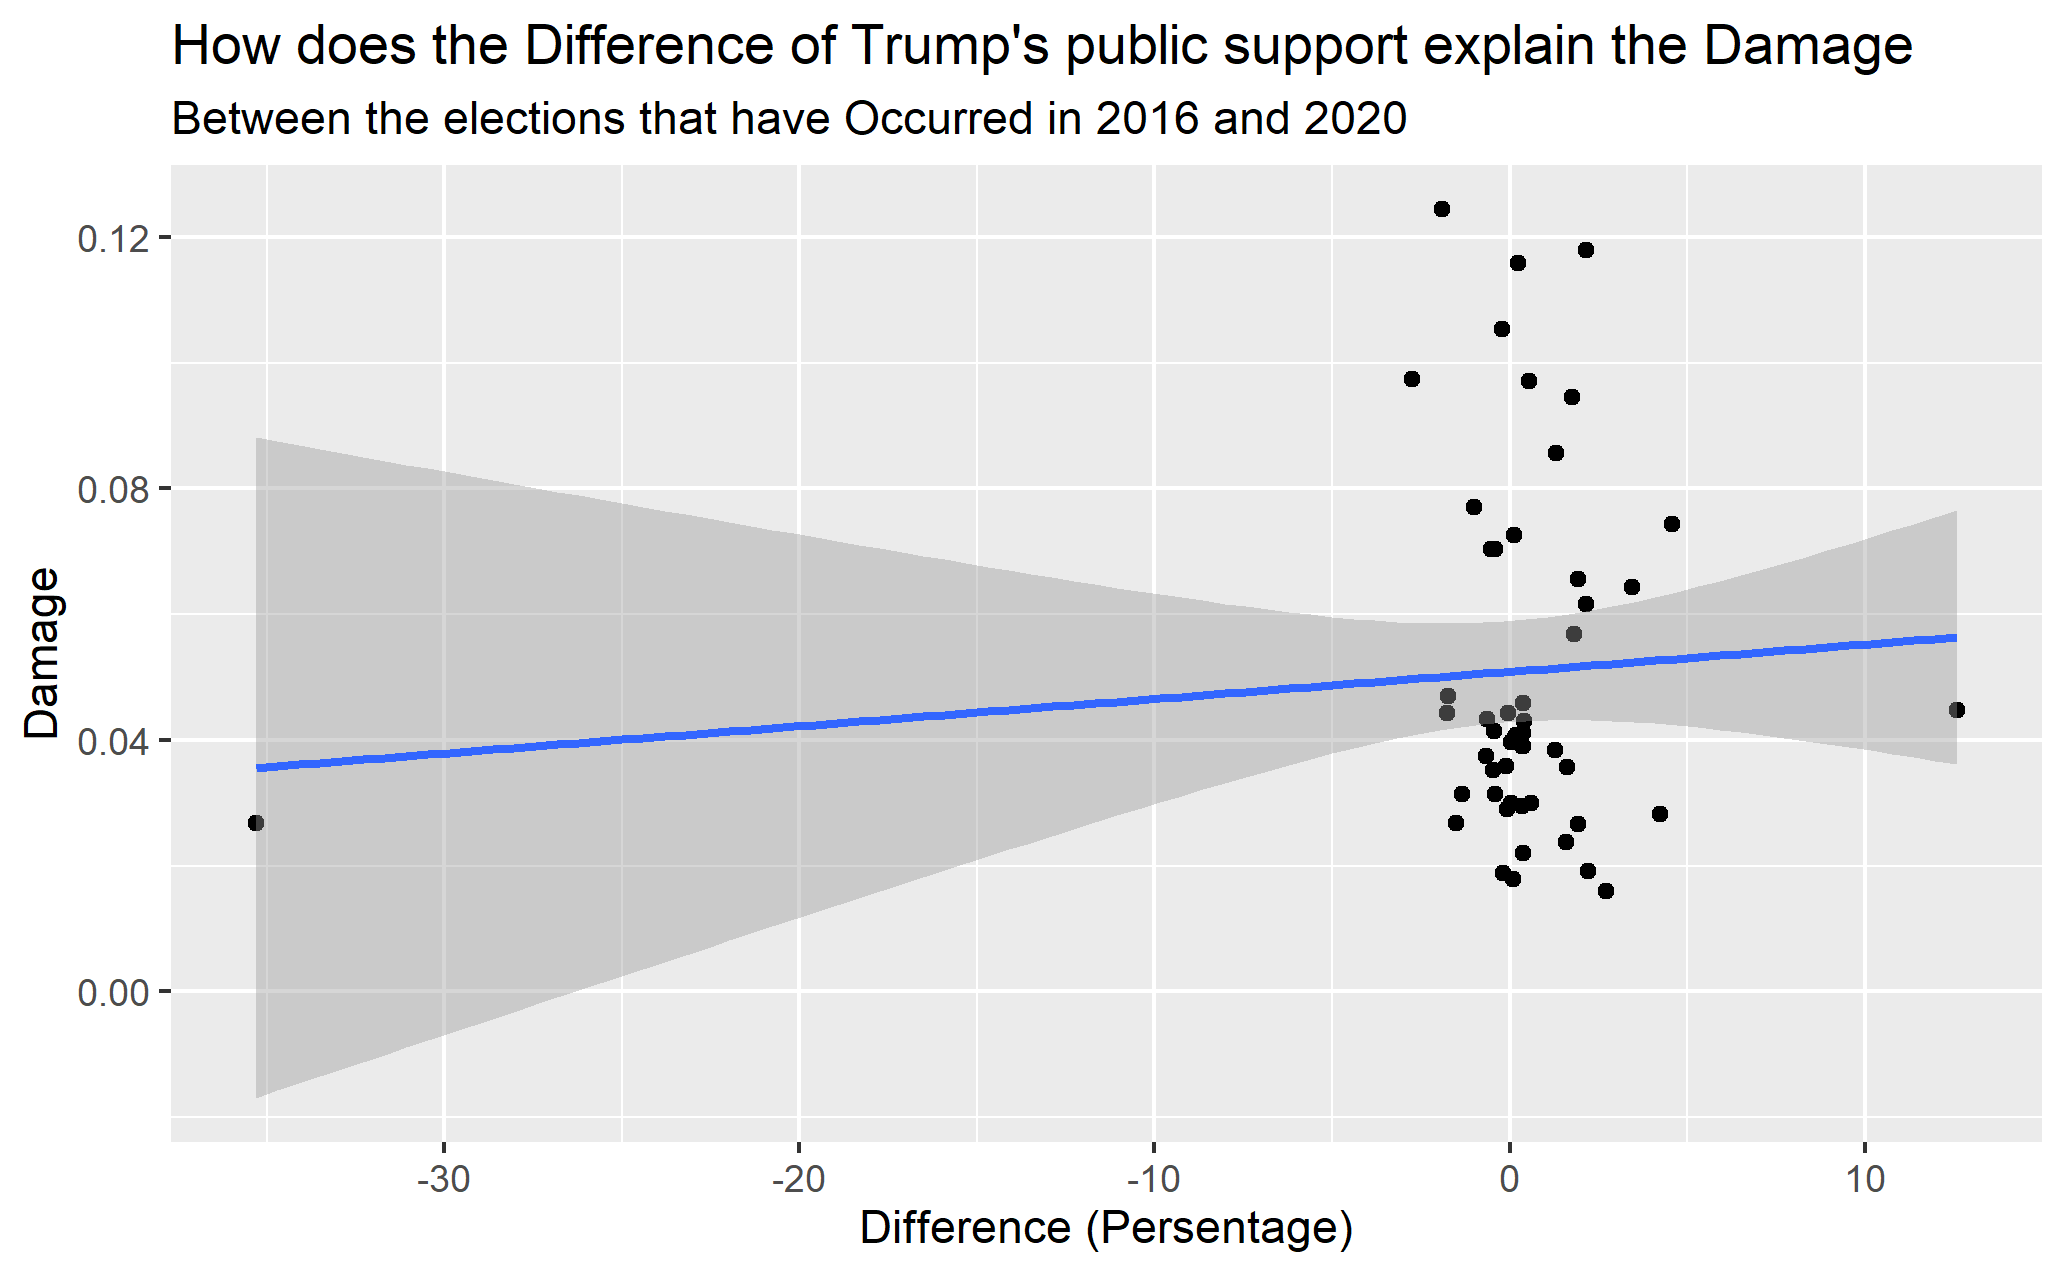 How does the Difference of Trump's public support explain the Damage
Between the elections that have Occurred in 2016 and 2020
0.12
0.08
0.04
0.00
Damage
-30
-20
-10
0
10
Difference (Persentage)